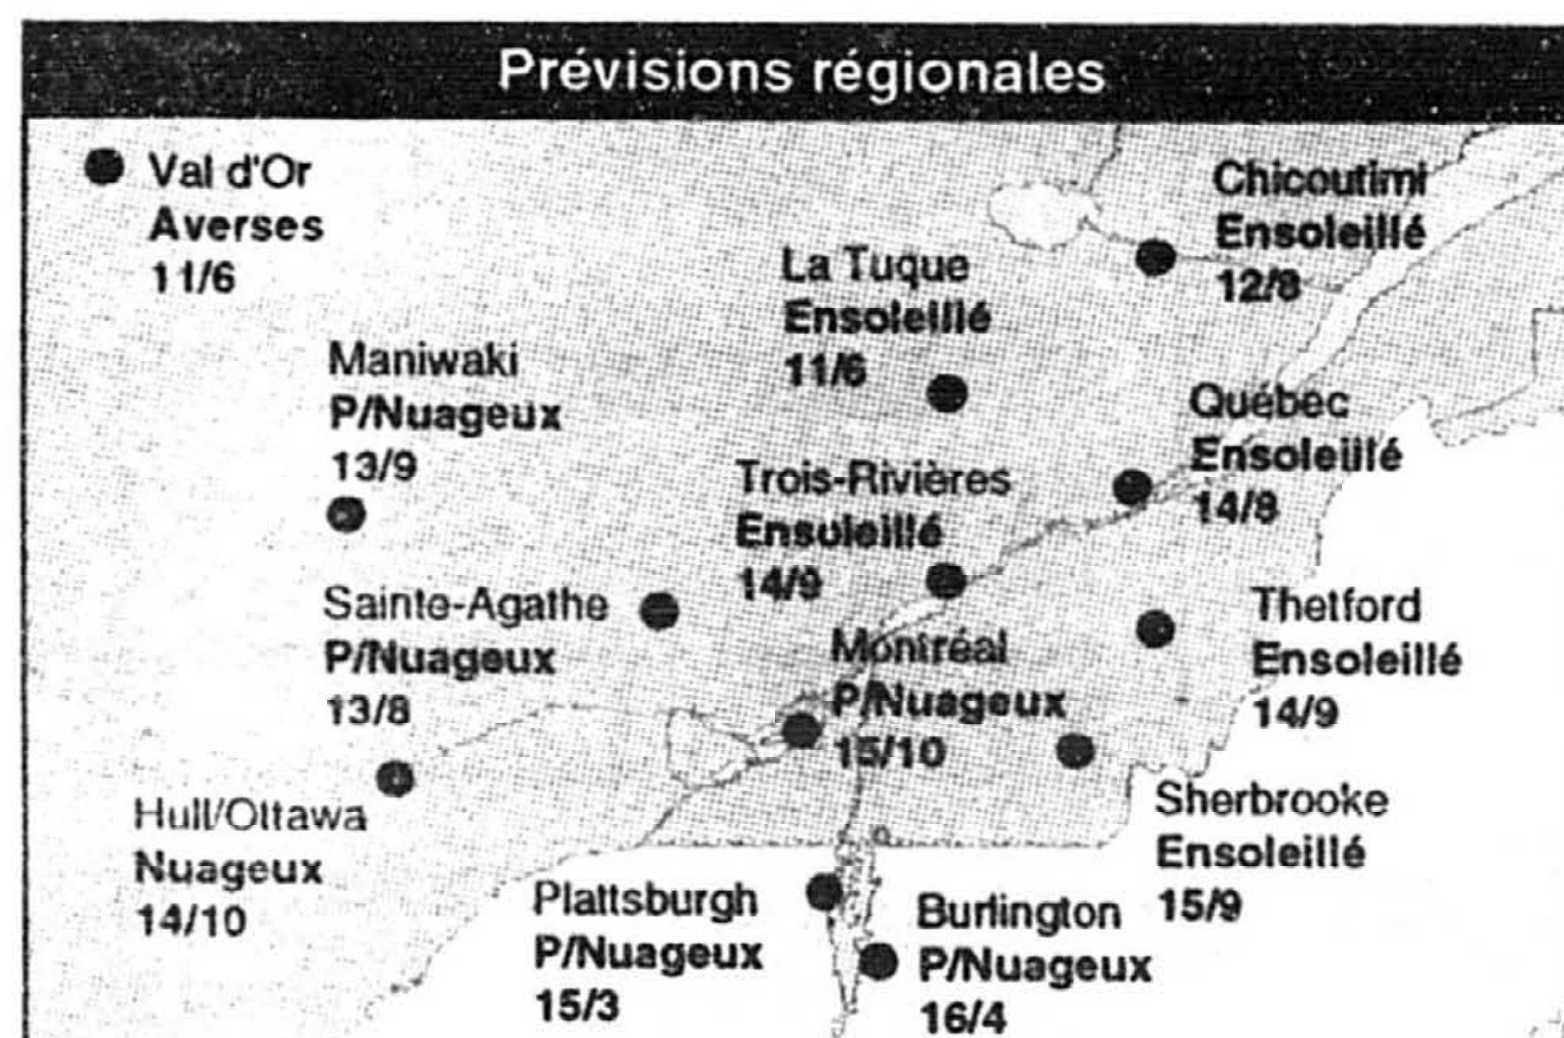 Prévisions régionales
Val d'Or
Averses
11/6
Chicoutimi
Ensoleillé
12/8
La Tuque
Ensoleillé
11/6
Maniwaki
P/Nuageux
13/9
Québec
Ensoleillé
14/8
Trois-Rivières
Ensoleillé
14/9
Sainte-Agathe
P/Nuageux
13/8
Thetford
Ensoleillé
14/9
Montréal
P/Nuageux
15/10
Hull/Ottawa
Nuageux
14/10
Sherbrooke
Ensoleillé
15/9
Plattsburgh
P/Nuageux
15/3
Burlington
P/Nuageux
16/4